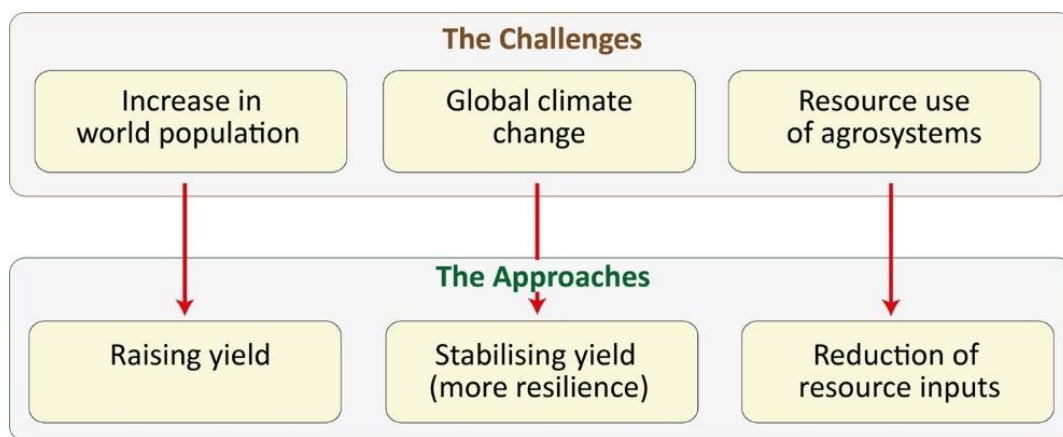 The Challenges
Increase in
world population
Global climate
change
Resource use
of agrosystems
The Approaches
Raising yield
Stabilising yield
(more resilience)
Reduction of
resource inputs